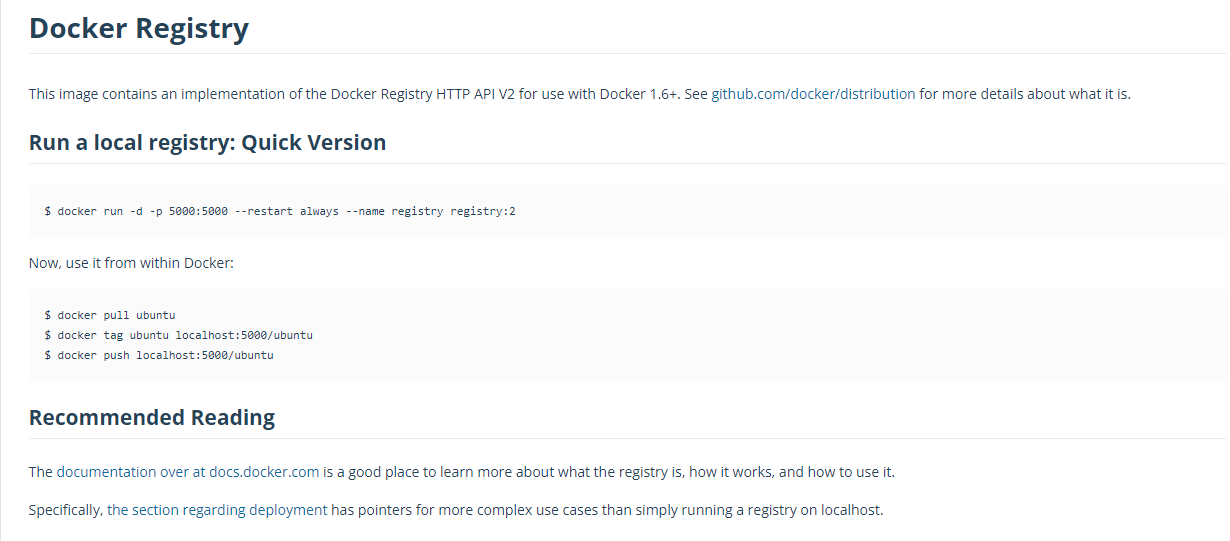 Docker Registry
This image contains an implementation of the Docker Registry HTTP API V2 for use with Docker 1.6+. See github.com/docker/distribution for more details about what it is.
Run a local registry: Quick Version
$ docker run -d -p 5000:5000 --restart always --name registry registry:2
Now, use it from within Docker:
$ docker pull ubuntu
$ docker tag ubuntu localhost:5000/ubuntu
$ docker push localhost:5000/ubuntu
Recommended Reading
The documentation over at docs.docker.com is a good place to learn more about what the registry is, how it works, and how to use it.
Specifically, the section regarding deployment has pointers for more complex use cases than simply running a registry on localhost.